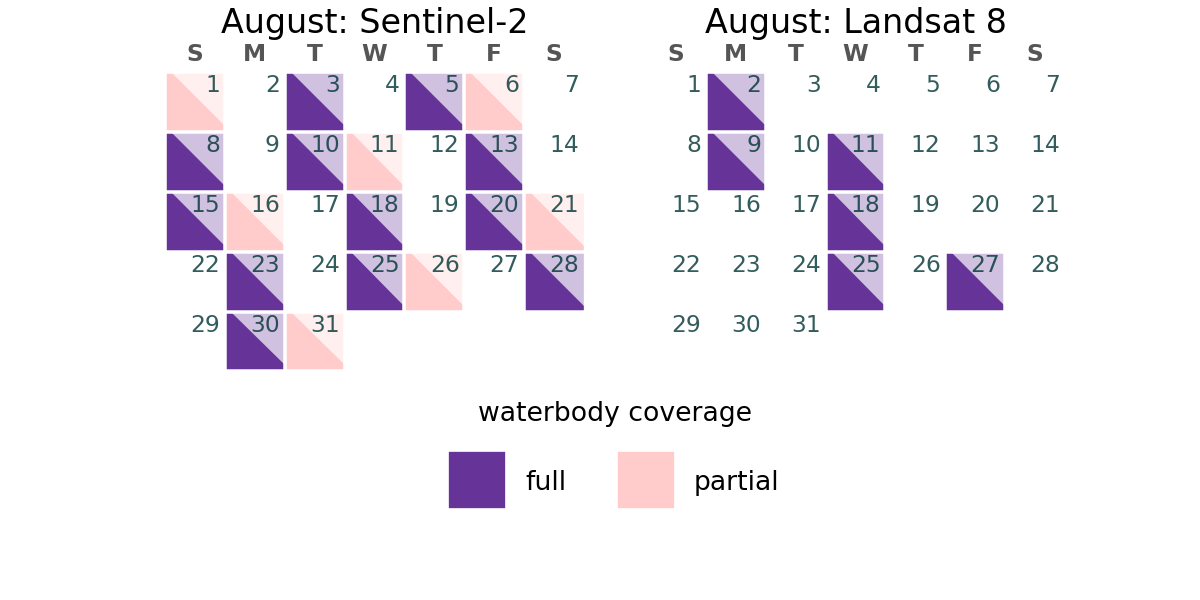 August: Sentinel-2
S M T W T F S
1 2 3 4 5 6 7
8 9 10 11 12 13 14
15 16 17 18 19 20 21
22 23 24 25 26 27 28
29 30 31
August: Landsat 8
S M T W T F S
1 2 3 4 5 6 7
8 9 10 11 12 13 14
15 16 17 18 19 20 21
22 23 24 25 26 27 28
29 30 31
waterbody coverage
full
partial